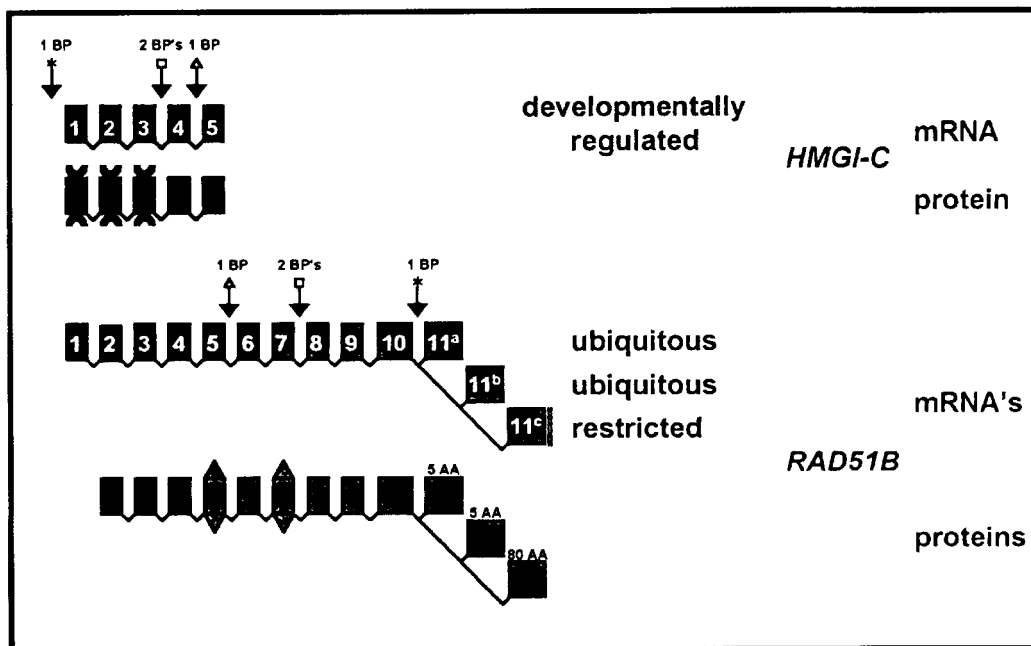 1 BP 2 BP's 1 BP
1 2 3 4 5
developmentally
regulated
HMGI-C
mRNA
protein
1 BP 2 BP's 1 BP
1 2 3 4 5 6 7 8 9 10 11a
ubiquitous
11b
ubiquitous
11c
restricted
mRNA's
RAD51B
5 AA
5 AA
80 AA
proteins